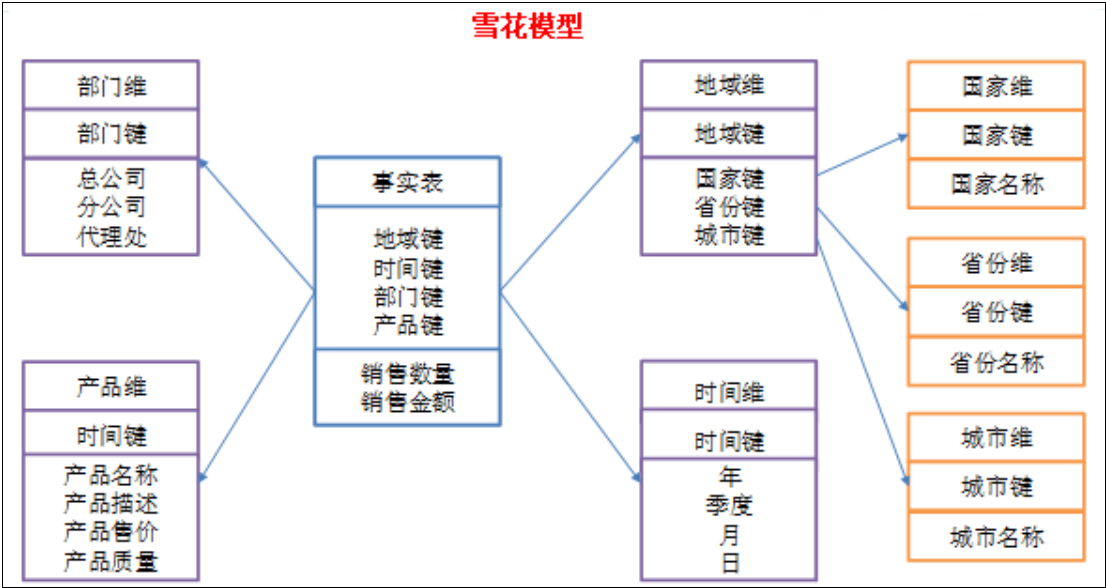 雪花模型
部门维
部门键
总公司
分公司
代理处
产品维
时间键
产品名称
产品描述
产品售价
产品质量
事实表
地域键
时间键
部门键
产品键
销售数量
销售金额
地域维
地域键
国家键
省份键
城市键
时间维
时间键
年
季度
月
日
国家维
国家键
国家名称
省份维
省份键
省份名称
城市维
城市键
城市名称